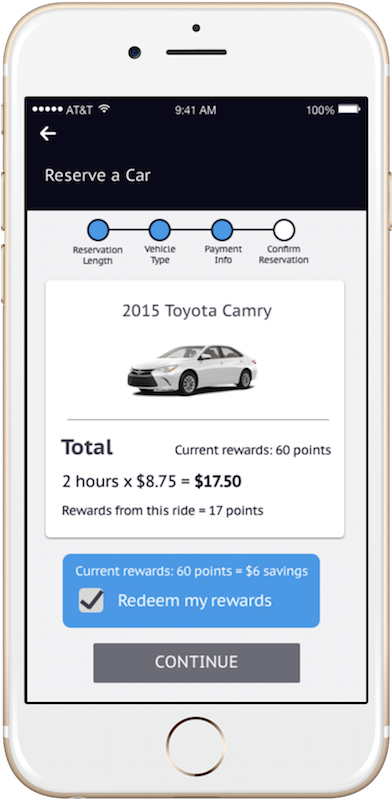 AT&T 9:41 AM 100%
Reserve a Car
Reservation Length
Vehicle Type
Payment Info
Confirm Reservation
2015 Toyota Camry
Total
Current rewards: 60 points
2 hours x $8.75 = $17.50
Rewards from this ride = 17 points
Current rewards: 60 points = $6 savings
Redeem my rewards
CONTINUE